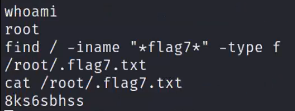 whoami
root
find / -iname "*flag7*" -type f
/root/.flag7.txt
cat /root/.flag7.txt
8ks6sbhss